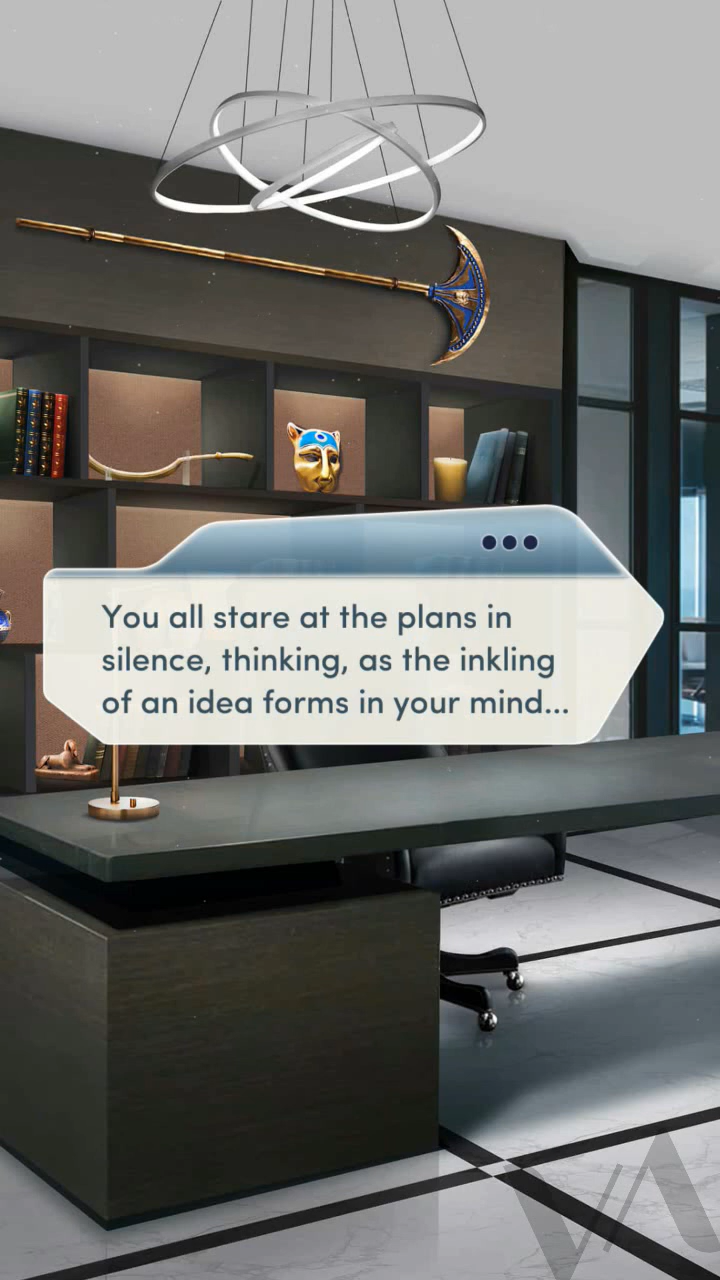 You all stare at the plans in
silence, thinking, as the inkling
of an idea forms in your mind...